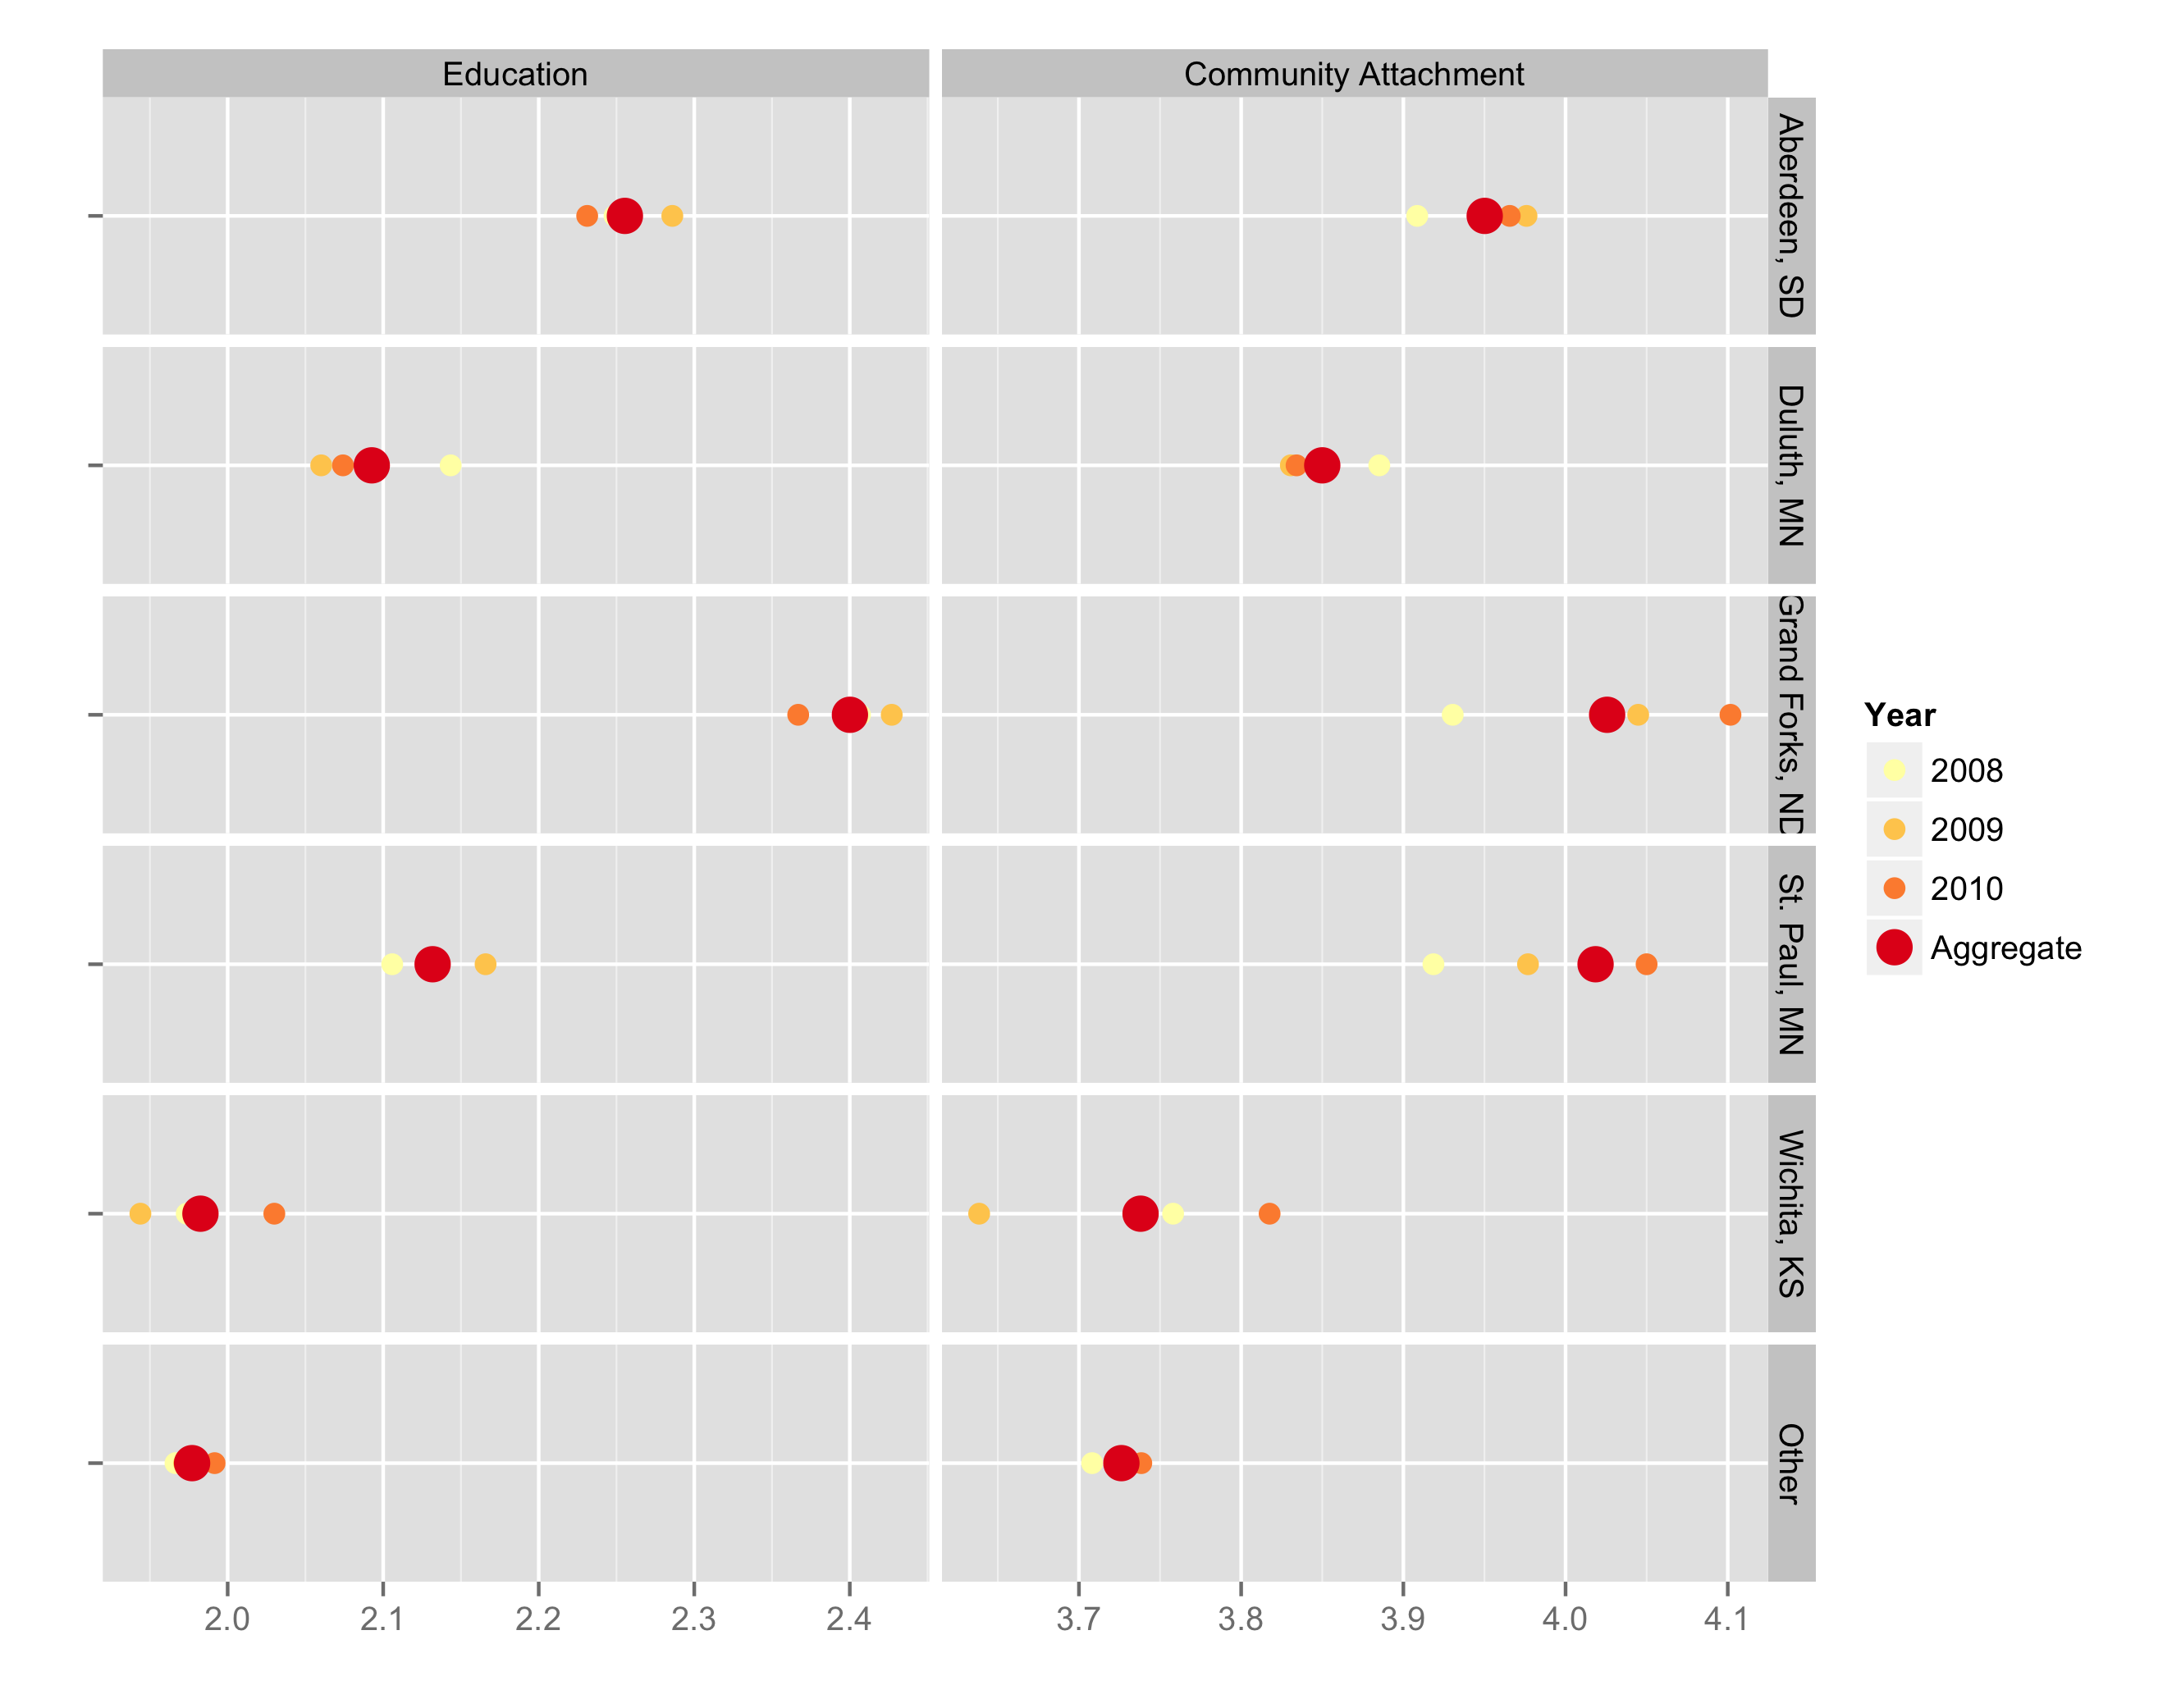 Education
Community Attachment
Aberdeen, SD
Duluth, MN
Grand Forks, ND
St. Paul, MN
Wichita, KS
Other
2.0
2.1
2.2
2.3
2.4
3.7
3.8
3.9
4.0
4.1
Year
2008
2009
2010
Aggregate